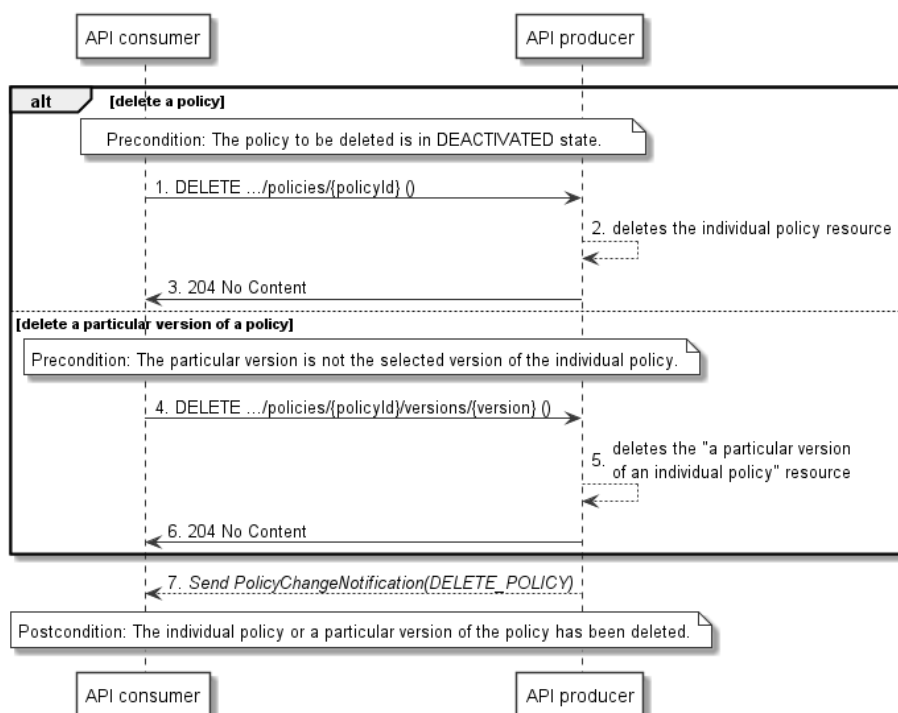 API consumer
API producer
alt
[delete a policy]
Precondition: The policy to be deleted is in DEACTIVATED state.
1. DELETE .../policies/{policyId} ()
2. deletes the individual policy resource
3. 204 No Content
[delete a particular version of a policy]
Precondition: The particular version is not the selected version of the individual policy.
4. DELETE .../policies/{policyId}/versions/{version} ()
5. deletes the "a particular version
of an individual policy" resource
6. 204 No Content
7. Send PolicyChangeNotification(DELETE_POLICY)
Postcondition: The individual policy or a particular version of the policy has been deleted.
API consumer
API producer